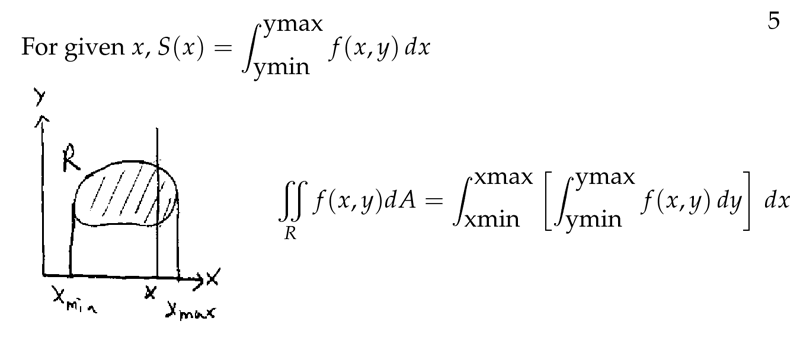 5
For given x, S(x) = ∫_{ymin}^{ymax} f(x, y) dx
y
R
∬_R f(x, y)dA = ∫_{xmin}^{xmax} [∫_{ymin}^{ymax} f(x, y) dy] dx
x
x_min
x
x_max